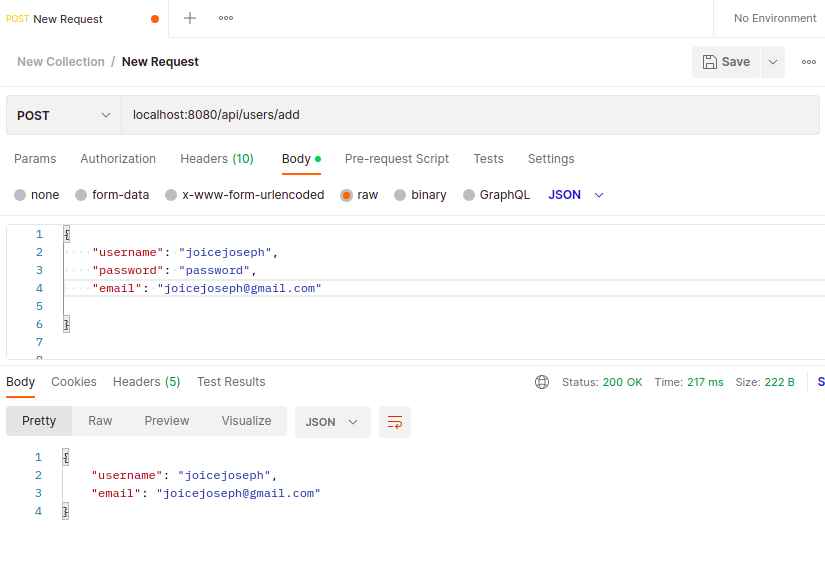 POST New Request
No Environment
New Collection / New Request
Save
POST
localhost:8080/api/users/add
Params Authorization Headers (10) Body Pre-request Script Tests Settings
none form-data x-www-form-urlencoded raw binary GraphQL JSON
1 {
2 "username": "joicejoseph",
3 "password": "password",
4 "email": "joicejoseph@gmail.com"
5
6 }
7
Body Cookies Headers (5) Test Results
Status: 200 OK Time: 217 ms Size: 222 B
Pretty Raw Preview Visualize JSON
1 {
2 "username": "joicejoseph",
3 "email": "joicejoseph@gmail.com"
4 }